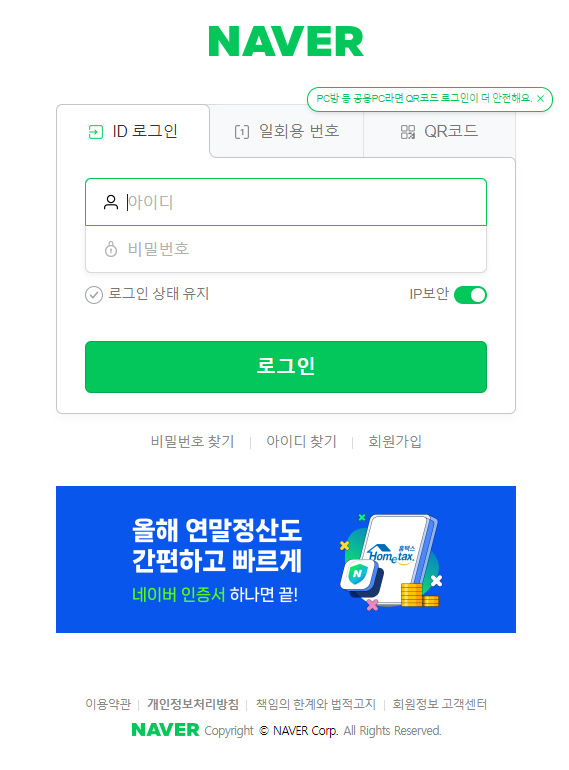 NAVER
PC방 등 공용PC라면 QR코드 로그인이 더 안전해요. ×
ID 로그인
1 일회용 번호
QR코드
아이디
비밀번호
로그인 상태 유지
IP보안
로그인
비밀번호 찾기 | 아이디 찾기 | 회원가입
올해 연말정산도
간편하고 빠르게
네이버 인증서 하나면 끝!
홈택스
Hometax.
N
이용약관 | 개인정보처리방침 | 책임의 한계와 법적고지 | 회원정보 고객센터
NAVER Copyright © NAVER Corp. All Rights Reserved.